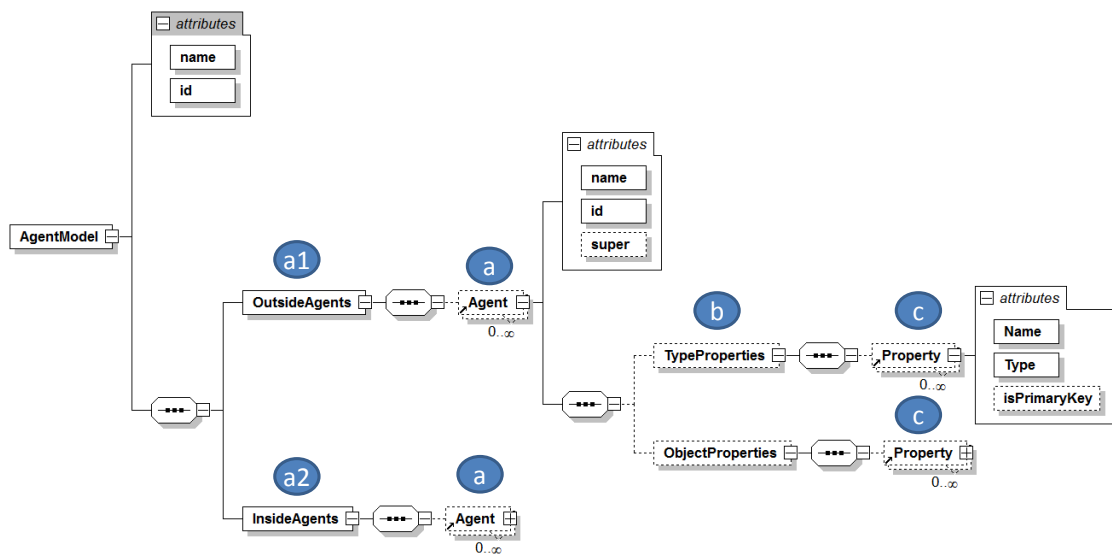 attributes
name
id
attributes
name
id
super
AgentModel
a1
a
OutsideAgents
Agent
0..∞
b
c
attributes
TypeProperties
Property
0..∞
Name
Type
isPrimaryKey
c
ObjectProperties
Property
0..∞
a2
a
InsideAgents
Agent
0..∞